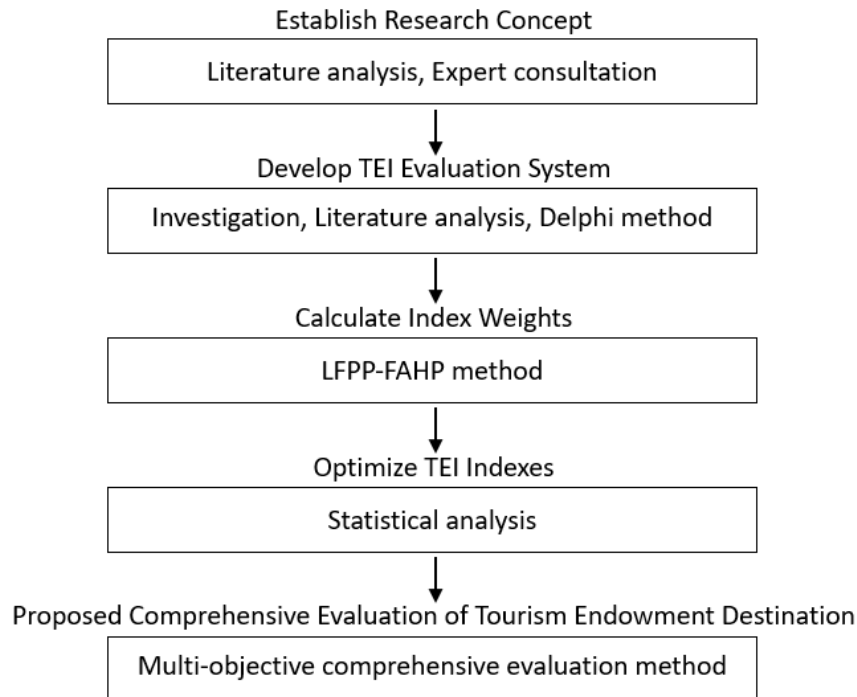 Establish Research Concept
Literature analysis, Expert consultation
Develop TEI Evaluation System
Investigation, Literature analysis, Delphi method
Calculate Index Weights
LFPP-FAHP method
Optimize TEI Indexes
Statistical analysis
Proposed Comprehensive Evaluation of Tourism Endowment Destination
Multi-objective comprehensive evaluation method